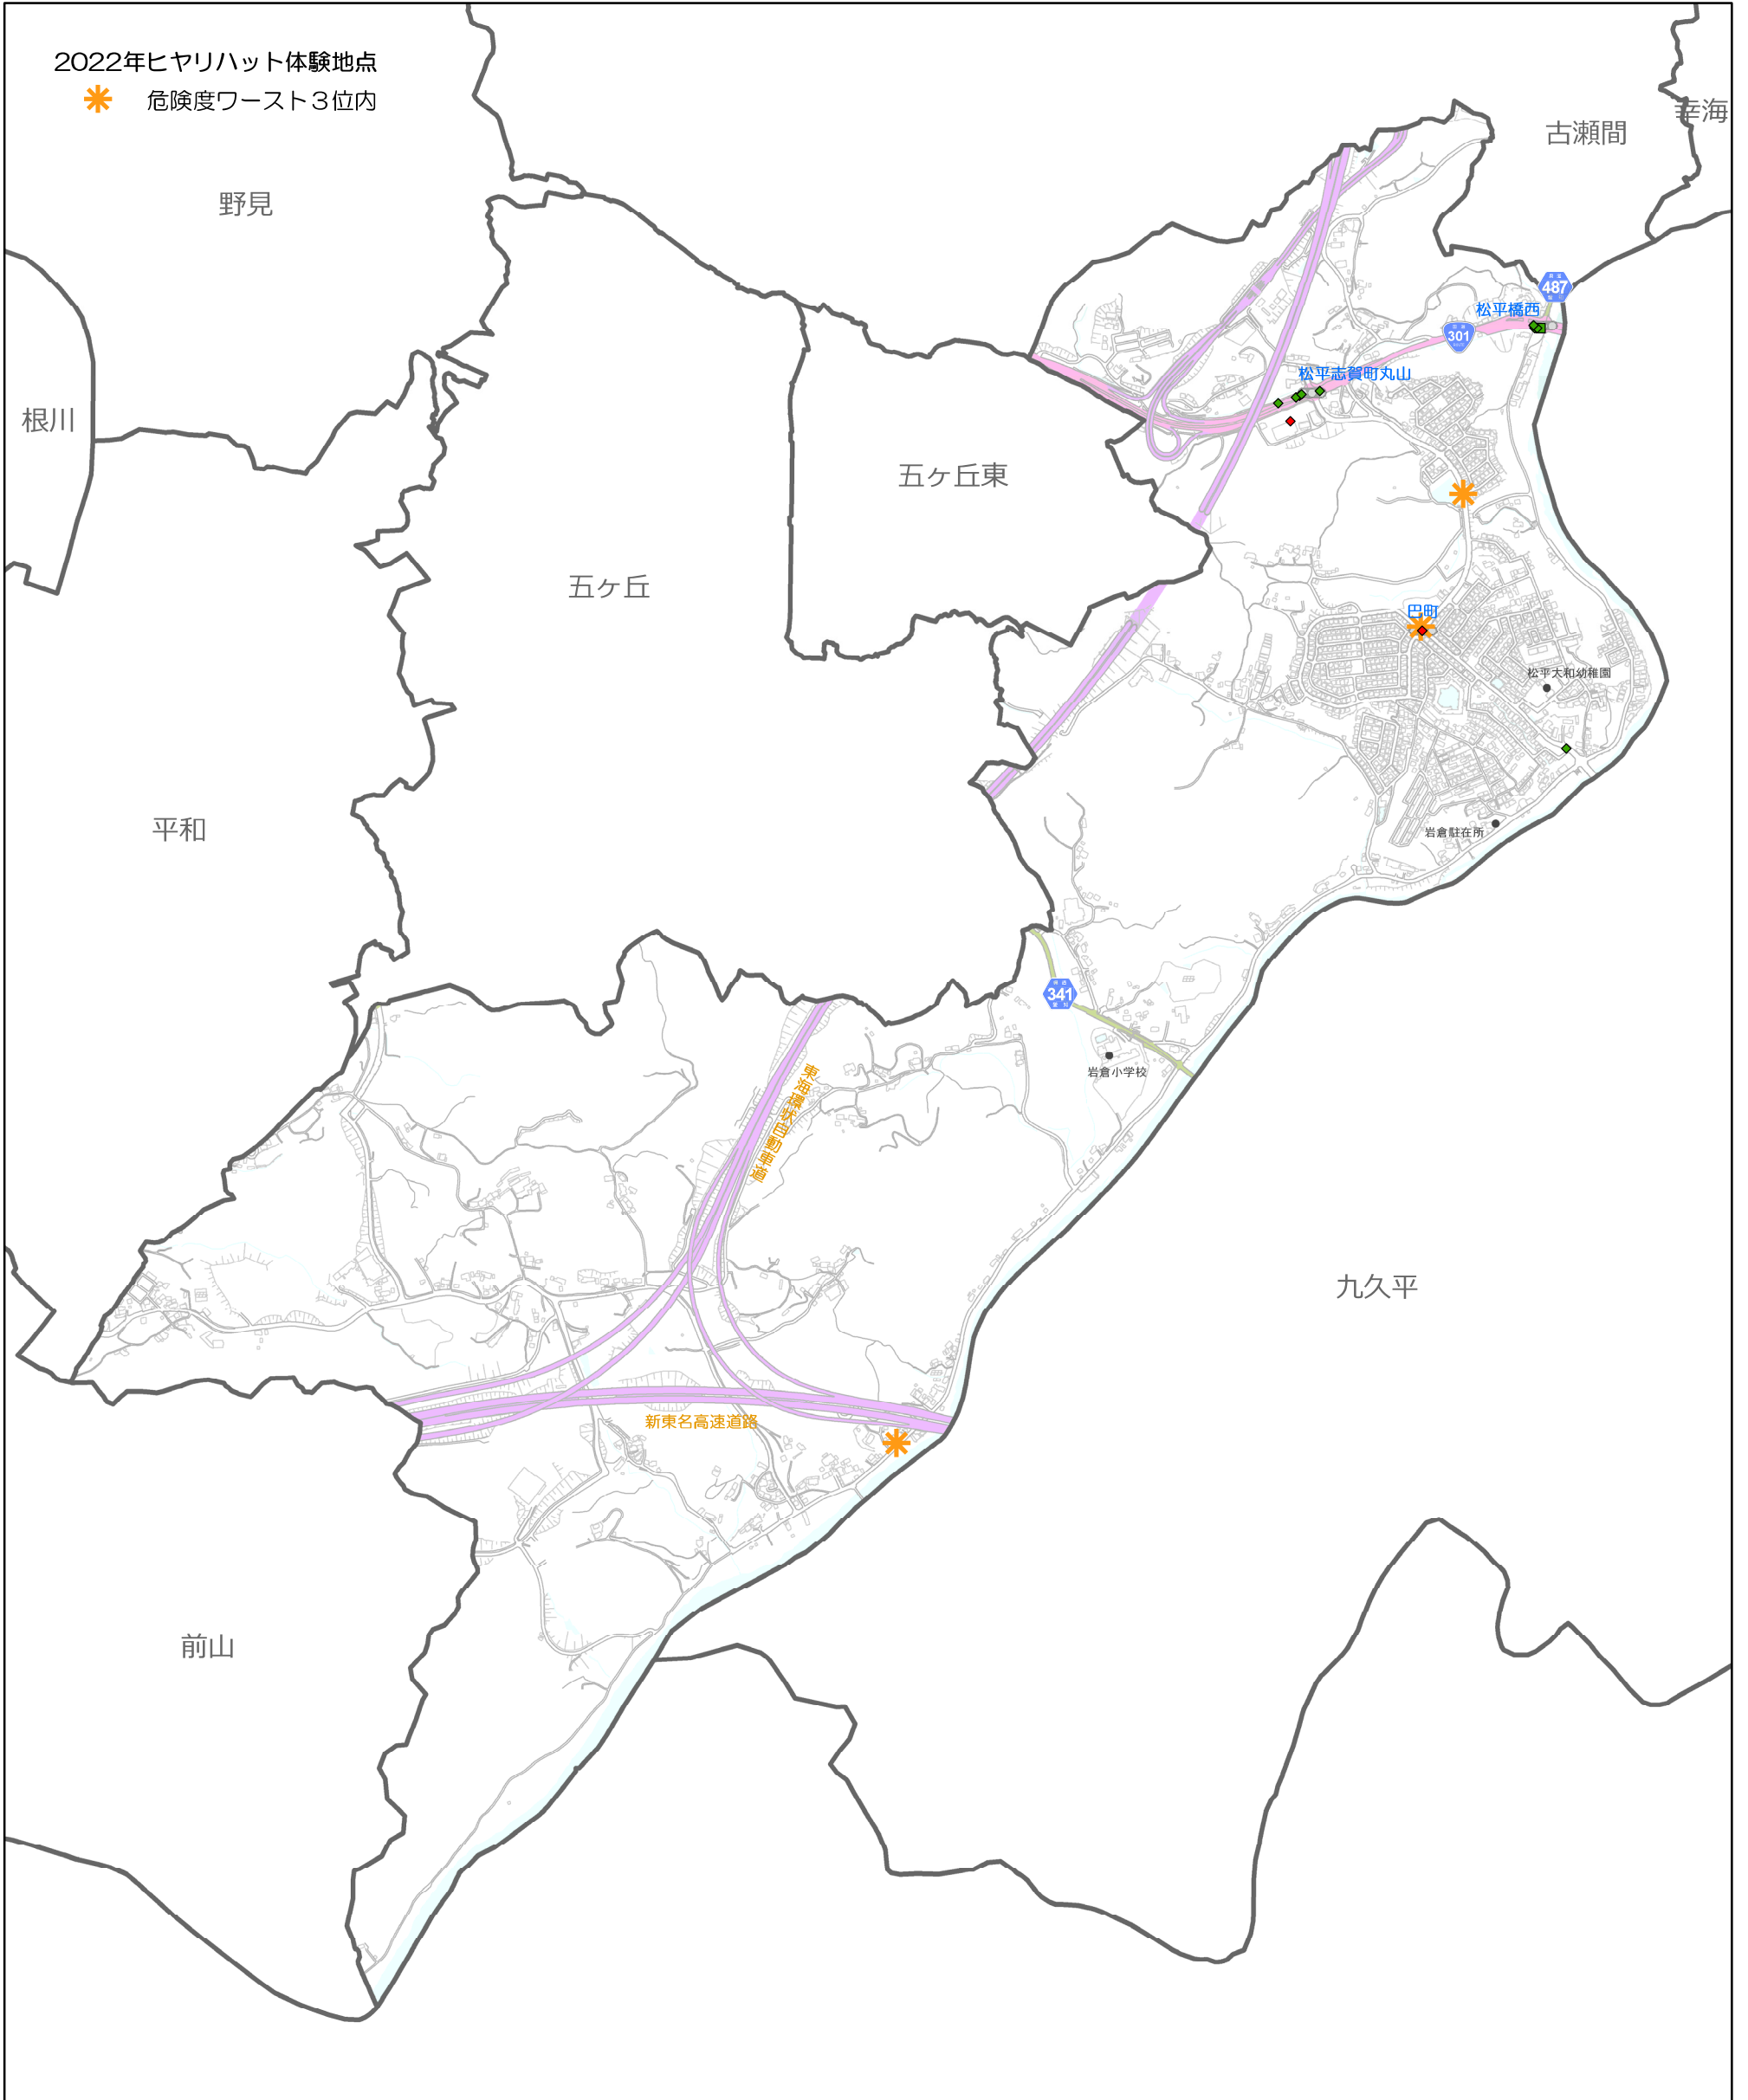 2022年ヒヤリハット体験地点
危険度ワースト３位内
幸海
古瀬間
野見
487
松平橋西
301
松平志賀町丸山
根川
五ヶ丘東
五ヶ丘
巴町
松平大和幼稚園
平和
岩倉駐在所
341
岩倉小学校
東海環状自動車道
九久平
新東名高速道路
前山